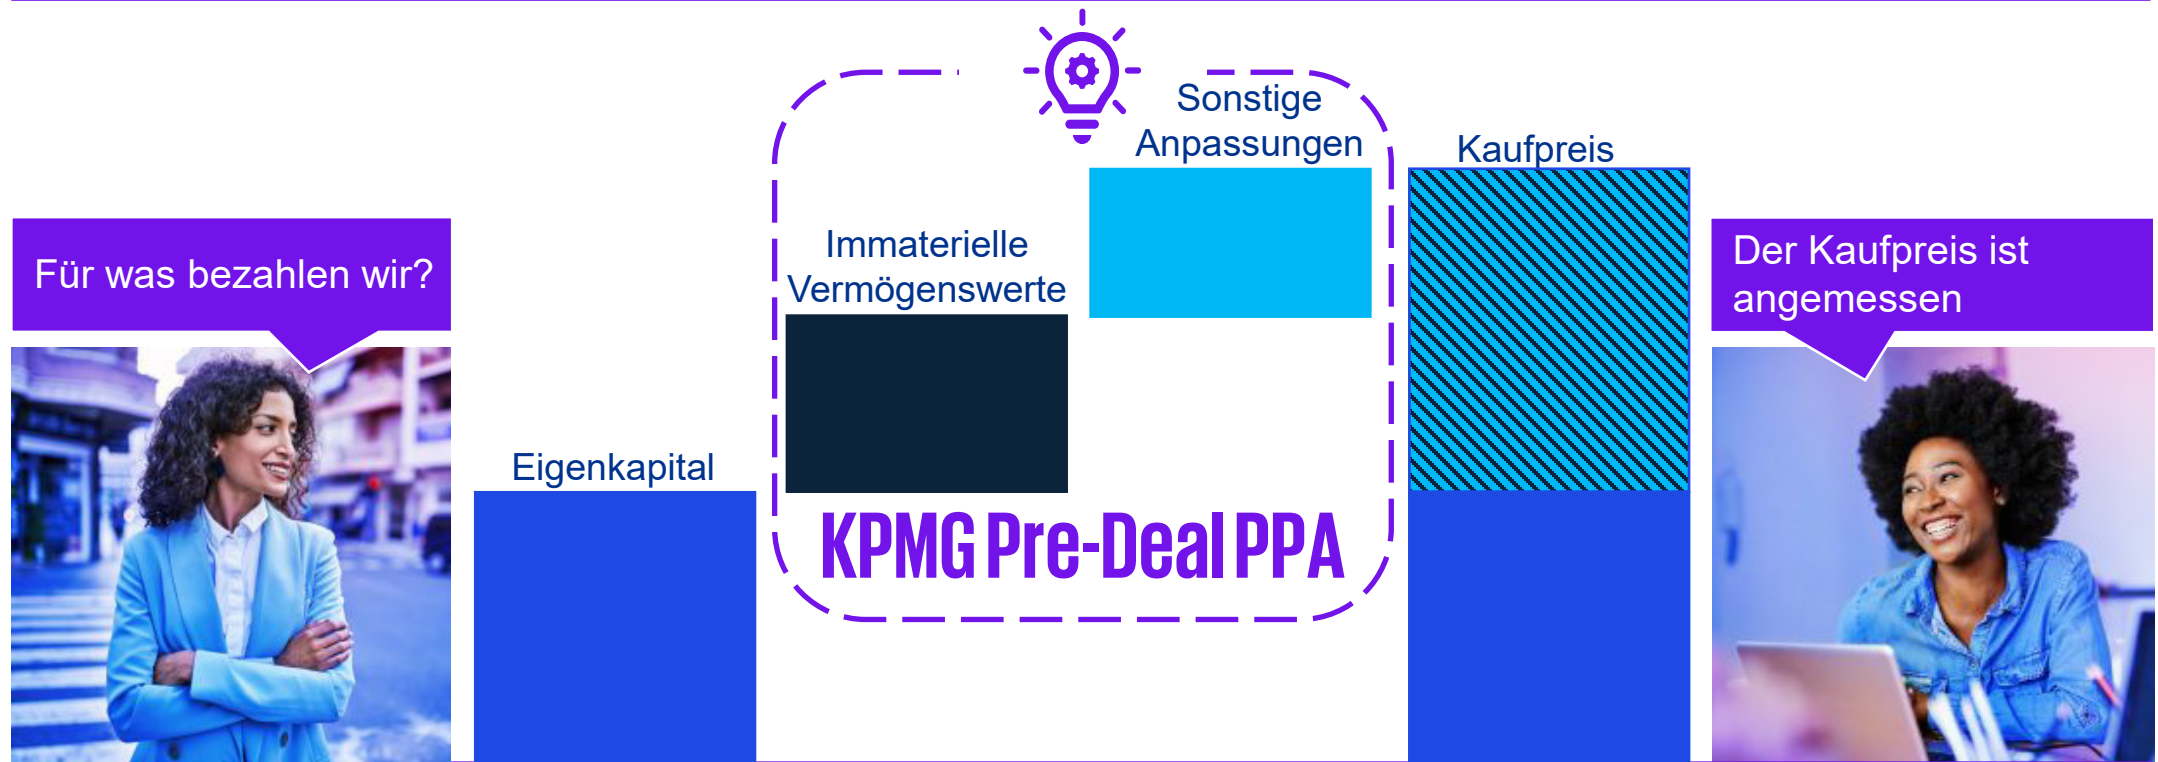 Für was bezahlen wir?
Eigenkapital
Immaterielle
Vermögenswerte
Sonstige
Anpassungen
KPMG Pre-Deal PPA
Kaufpreis
Der Kaufpreis ist
angemessen